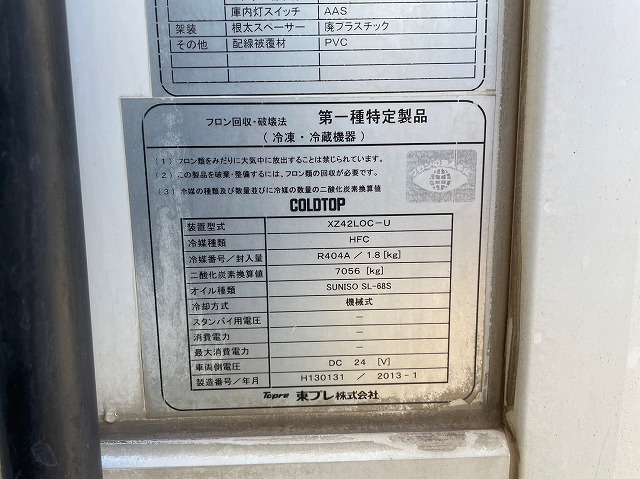 庫内灯スイッチ AAS
架装 根太スペーサー 廃プラスチック
その他 配線被覆材 PVC
フロン回収・破壊法 第一種特定製品
（冷凍・冷蔵機器）
（1）フロン類をみだりに大気中に放出することは禁じられています。
（2）この製品を廃棄・整備するには、フロン類の回収が必要です。
（3）冷媒の種類及び数量並びに冷媒の数量の二酸化炭素換算値
COLDTOP
装置型式 XZ42LOC-U
冷媒種類 HFC
冷媒番号／封入量 R404A ／ 1.8 [kg]
二酸化炭素換算値 7056 [kg]
オイル種類 SUNISO SL-68S
冷却方式 機械式
スタンバイ用電圧 －
消費電力 －
最大消費電力 －
車両側電圧 DC 24 [V]
製造番号／年月 H130131 ／ 2013-1
Topre 東プレ株式会社